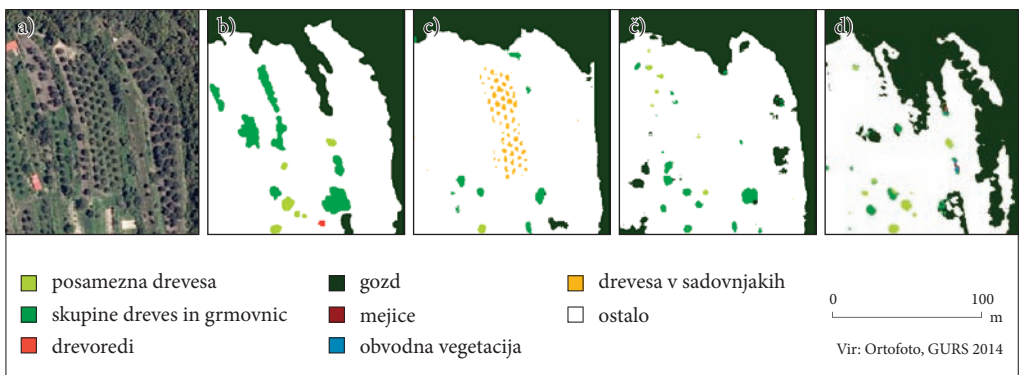 a) b) c) č) d)
posamezna drevesa
skupine dreves in grmovnic
drevoredi
gozd
mejice
obvodna vegetacija
drevesa v sadovnjakih
ostalo
0 100
m
Vir: Ortofoto, GURS 2014